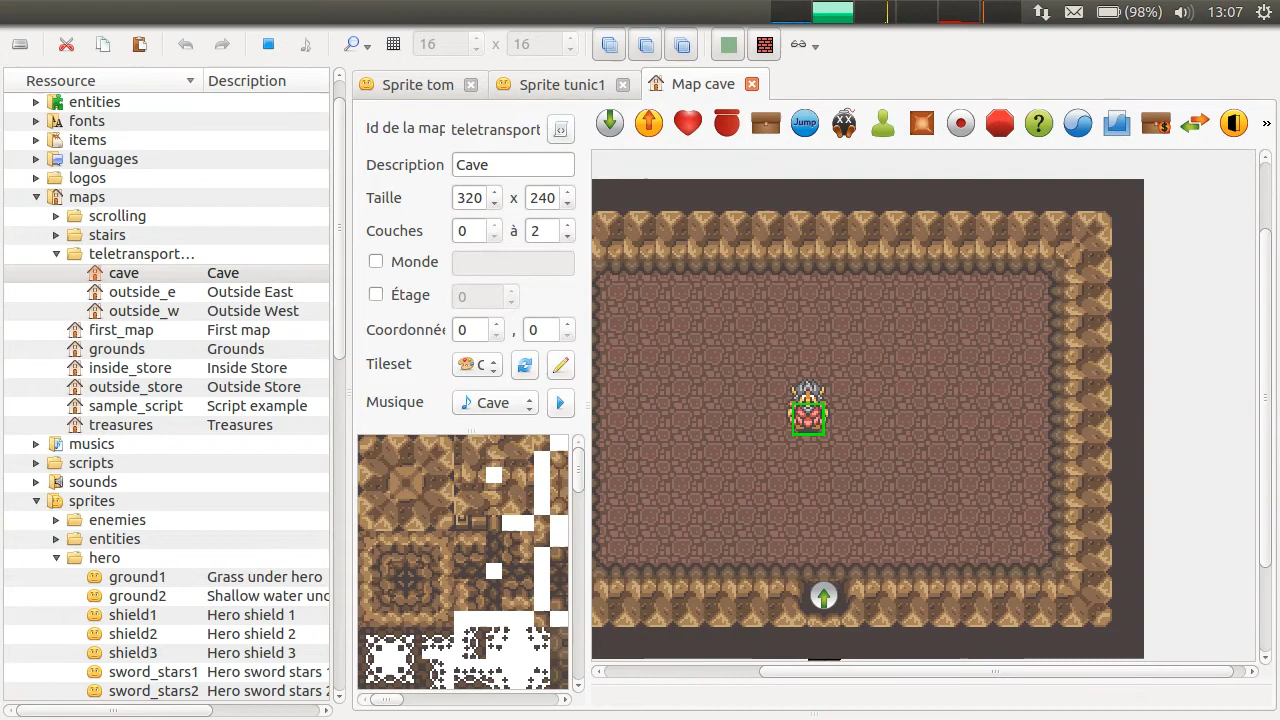 (98%) 13:07
16 x 16
Ressource Description
entities
fonts
items
languages
logos
maps
scrolling
stairs
teletransport...
cave Cave
outside_e Outside East
outside_w Outside West
first_map First map
grounds Grounds
inside_store Inside Store
outside_store Outside Store
sample_script Script example
treasures Treasures
musics
scripts
sounds
sprites
enemies
entities
hero
ground1 Grass under hero
ground2 Shallow water und
shield1 Hero shield 1
shield2 Hero shield 2
shield3 Hero shield 3
sword_stars1 Hero sword stars 1
sword_stars2 Hero sword stars 2
Sprite tom Sprite tunic1 Map cave
Jump
Id de la map teletransport
Description Cave
Taille 320 x 240
Couches 0 à 2
Monde
Étage 0
Coordonnée 0 , 0
Tileset C
Musique Cave